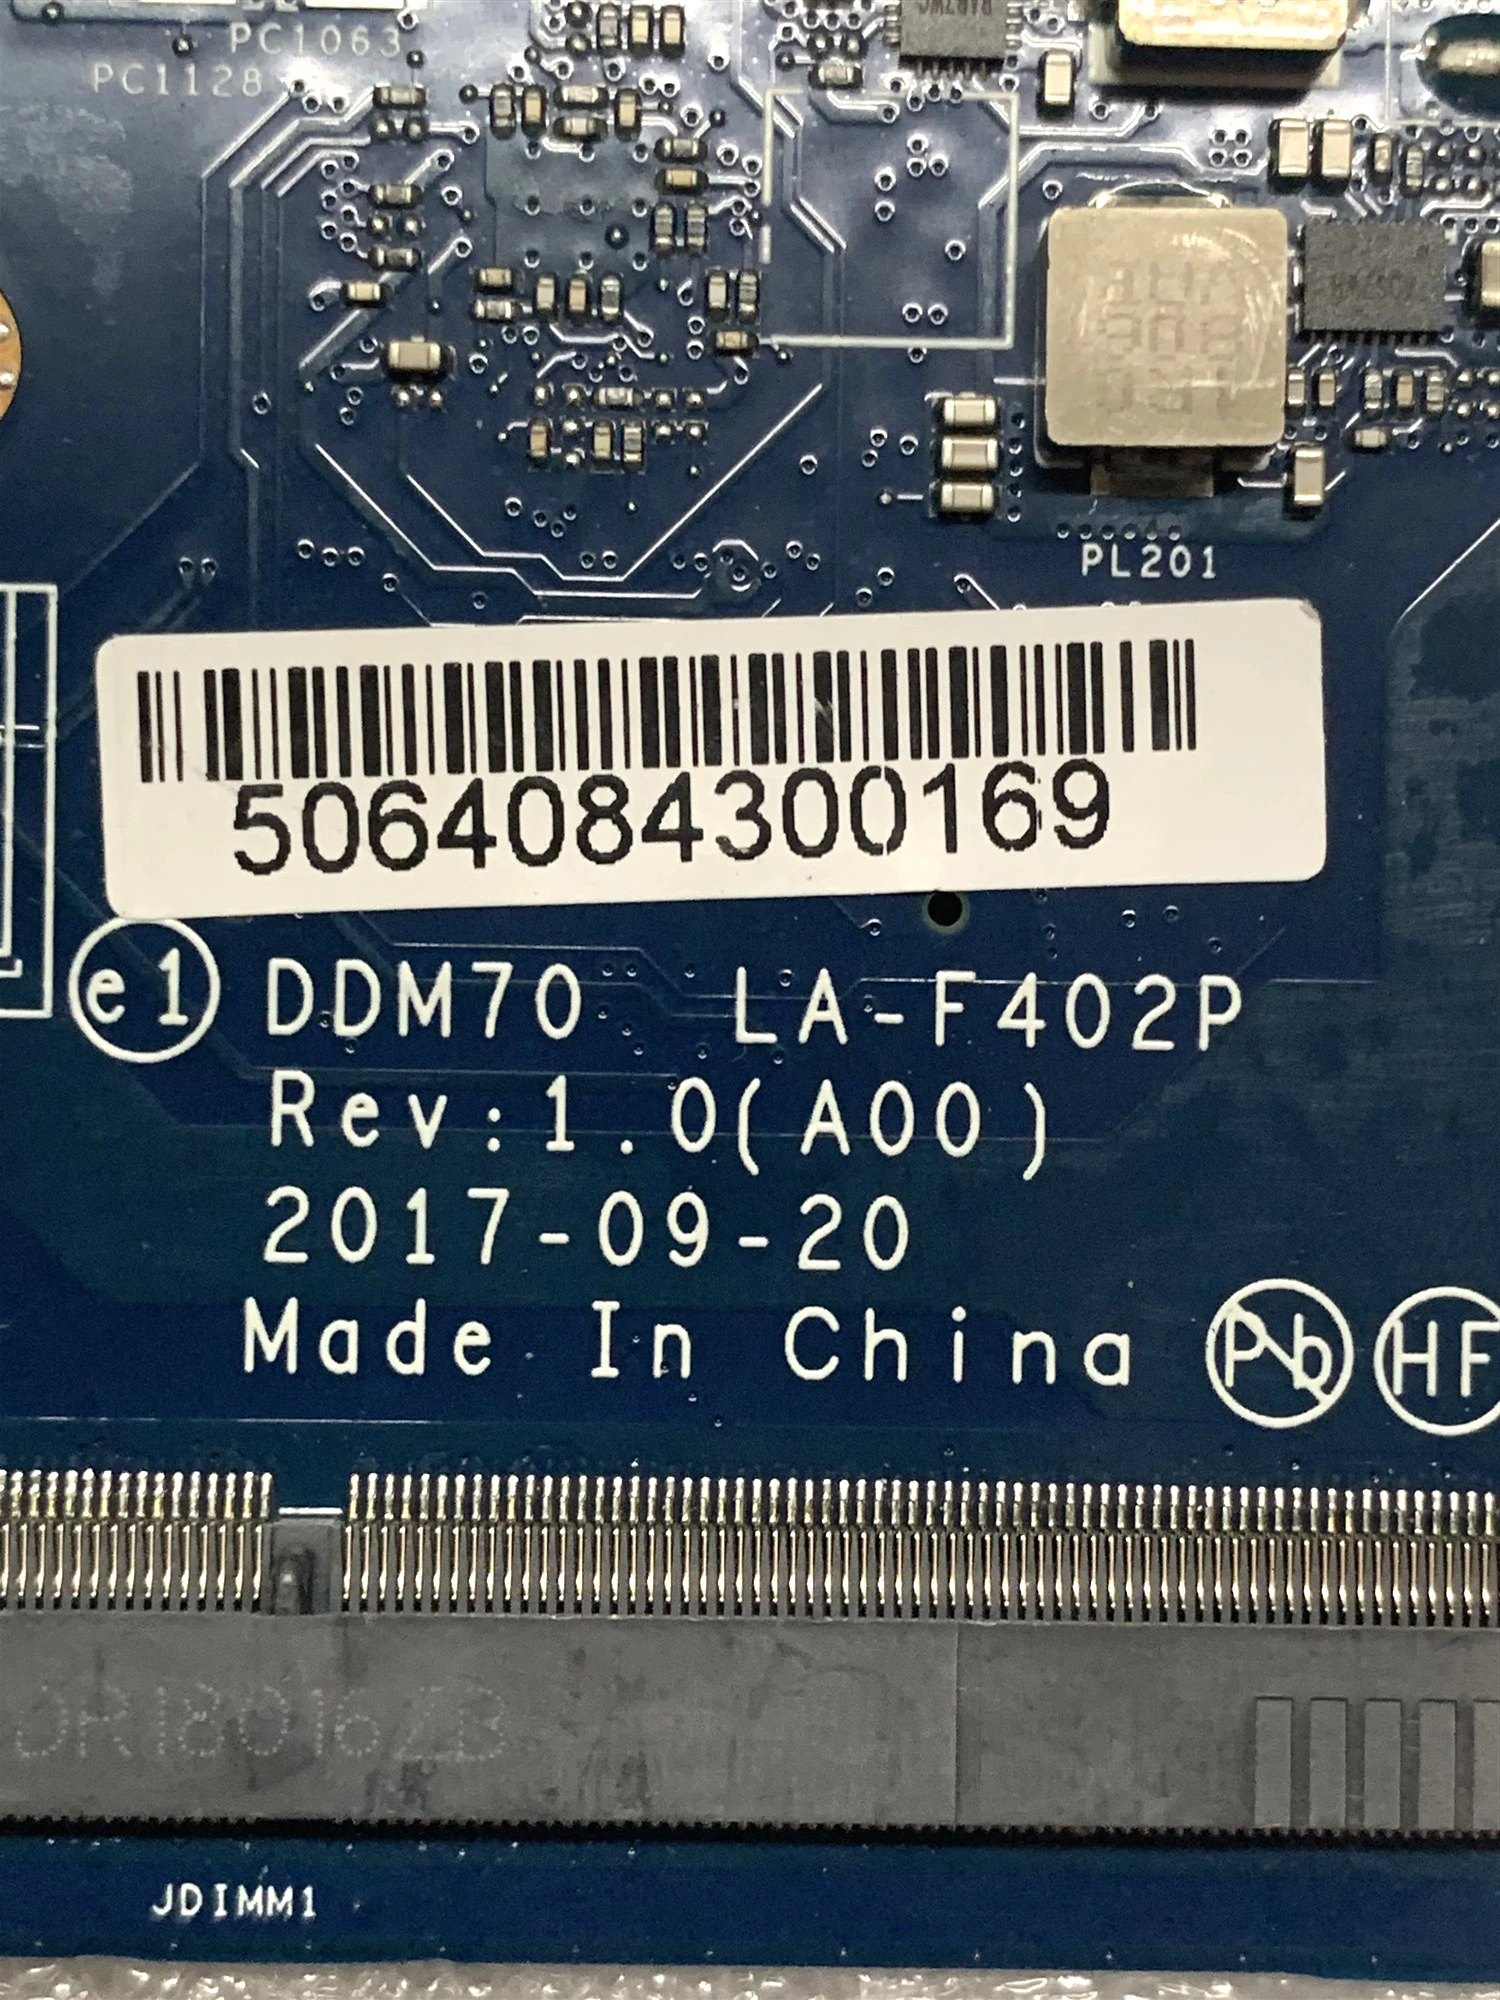 PC1063
PC1128
PL201
5064084300169
e1 DDM70 LA-F402P
Rev:1.0(A00)
2017-09-20
Made In China Pb HF
JDIMM1